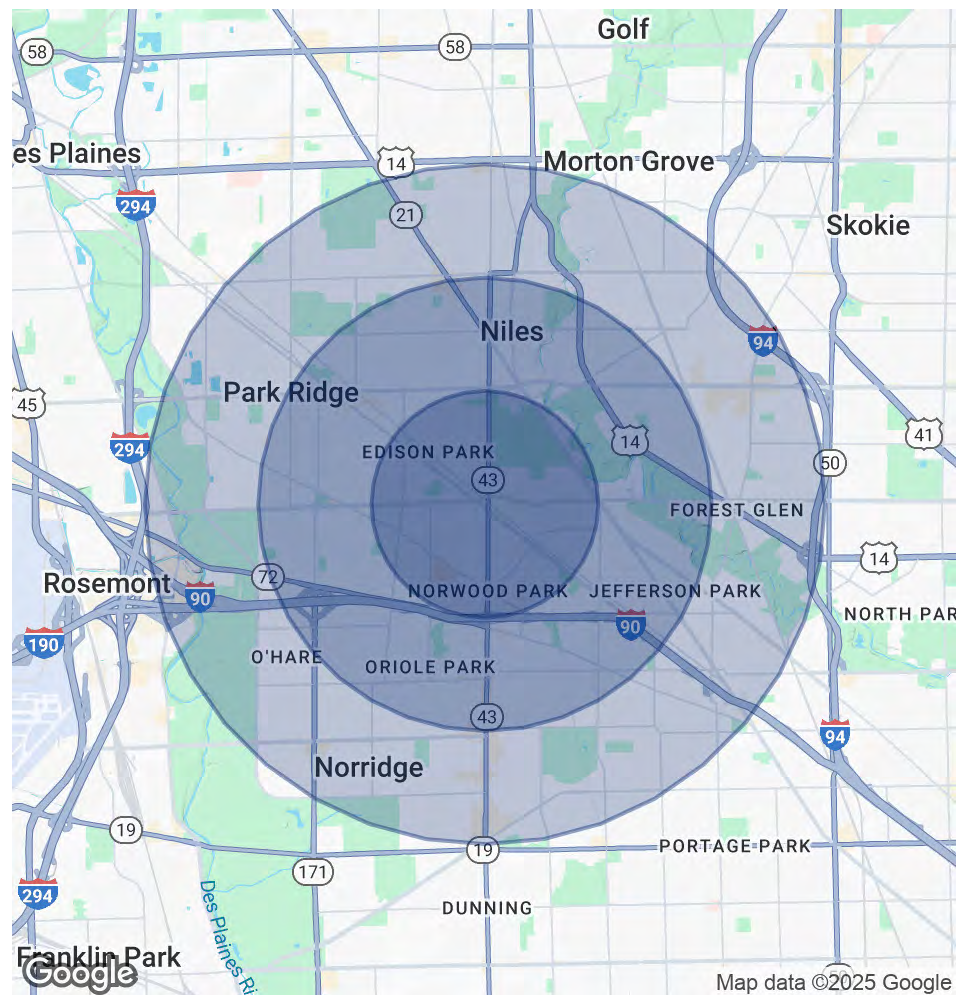 Golf
58
58
es Plaines
14
Morton Grove
294
21
Skokie
Niles
94
Park Ridge
45
41
14
294
EDISON PARK
50
43
FOREST GLEN
14
72
Rosemont
NORWOOD PARK
JEFFERSON PARK
90
NORTH PAR
90
190
O'HARE
ORIOLE PARK
43
94
Norridge
19
19
PORTAGE PARK
171
294
Des Plaines Ri
DUNNING
Franklin Park
Google
Map data ©2025 Google